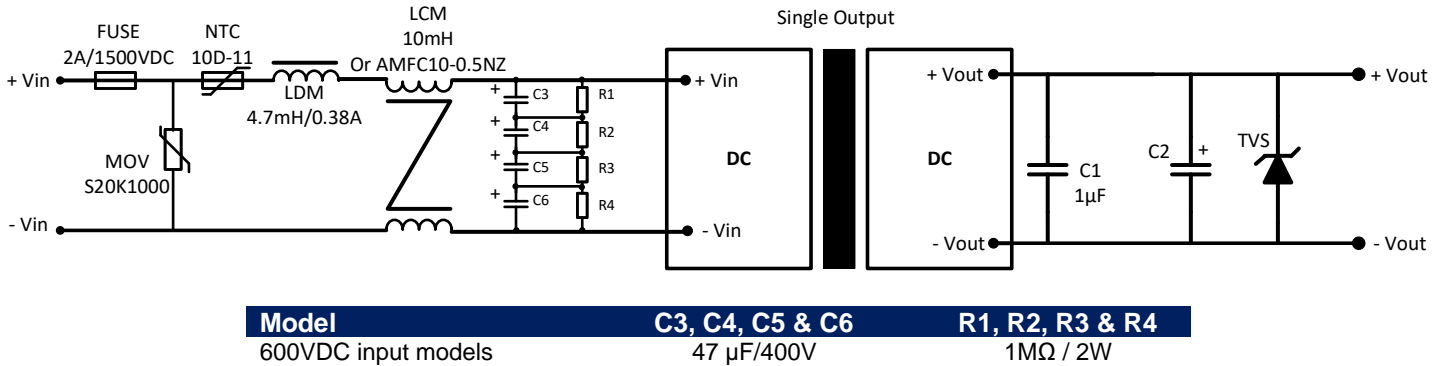 Single Output
FUSE
2A/1500VDC
NTC
10D-11
LCM
10mH
Or AMFC10-0.5NZ
+ Vin
LDM
4.7mH/0.38A
MOV
S20K1000
- Vin
+ C3
R1
+ C4
R2
+ C5
R3
+ C6
R4
+ Vin
DC
- Vin
+ Vout
DC
- Vout
C1
1µF
C2 +
TVS
+ Vout
- Vout
Model C3, C4, C5 & C6 R1, R2, R3 & R4
600VDC input models 47 µF/400V 1MΩ / 2W